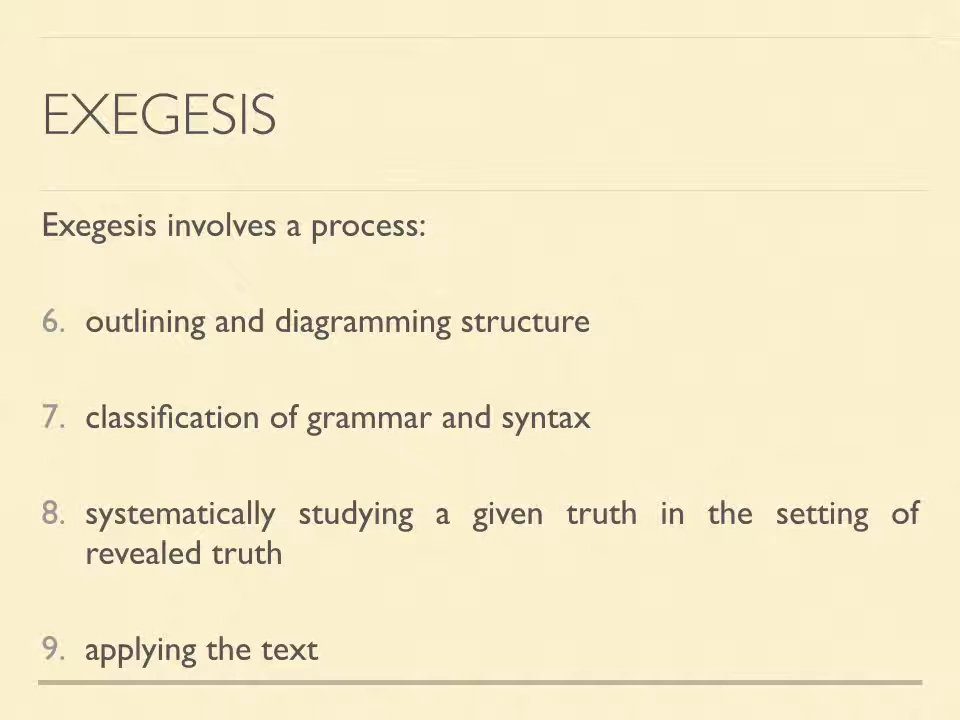 EXEGESIS
Exegesis involves a process:
6. outlining and diagramming structure
7. classification of grammar and syntax
8. systematically studying a given truth in the setting of
revealed truth
9. applying the text